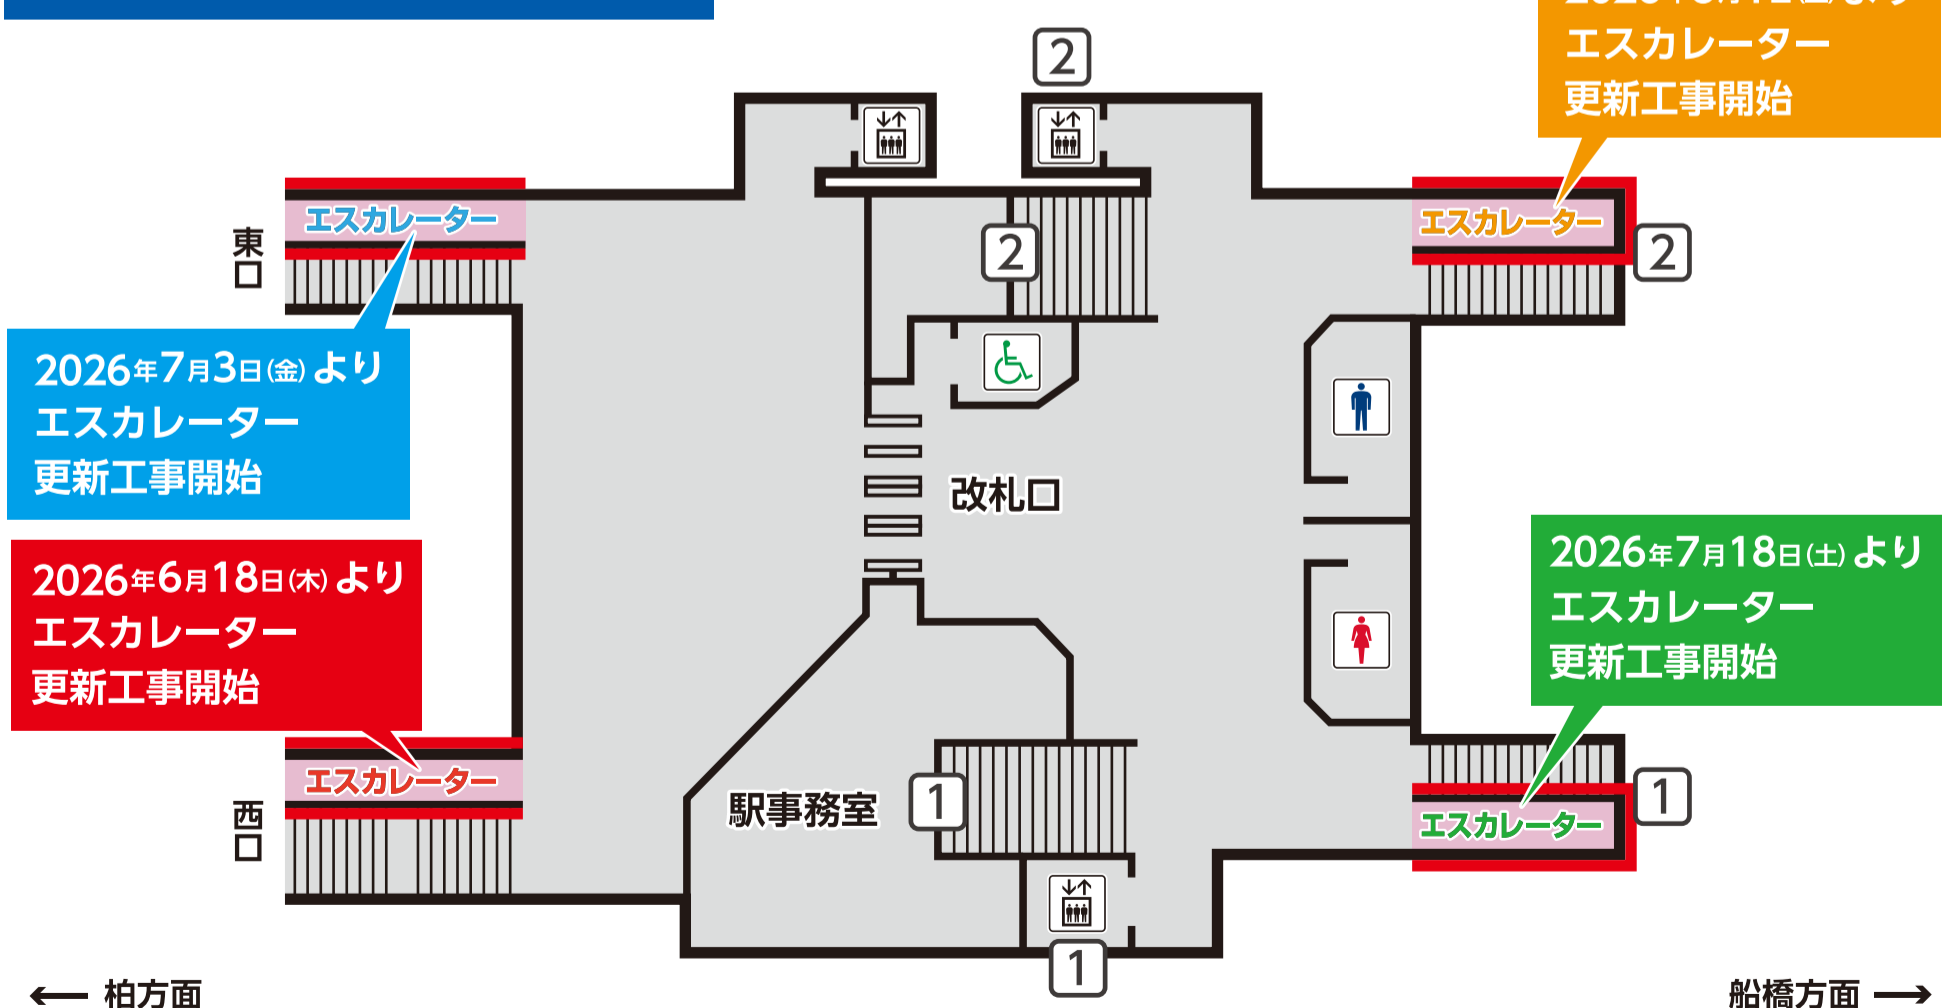 エスカレーター
更新工事開始
2
東口
エスカレーター
2
エスカレーター
2
2026年7月3日(金)より
エスカレーター
更新工事開始
改札口
2026年6月18日(木)より
エスカレーター
更新工事開始
2026年7月18日(土)より
エスカレーター
更新工事開始
西口
エスカレーター
駅事務室
1
エスカレーター
1
1
← 柏方面
船橋方面 →